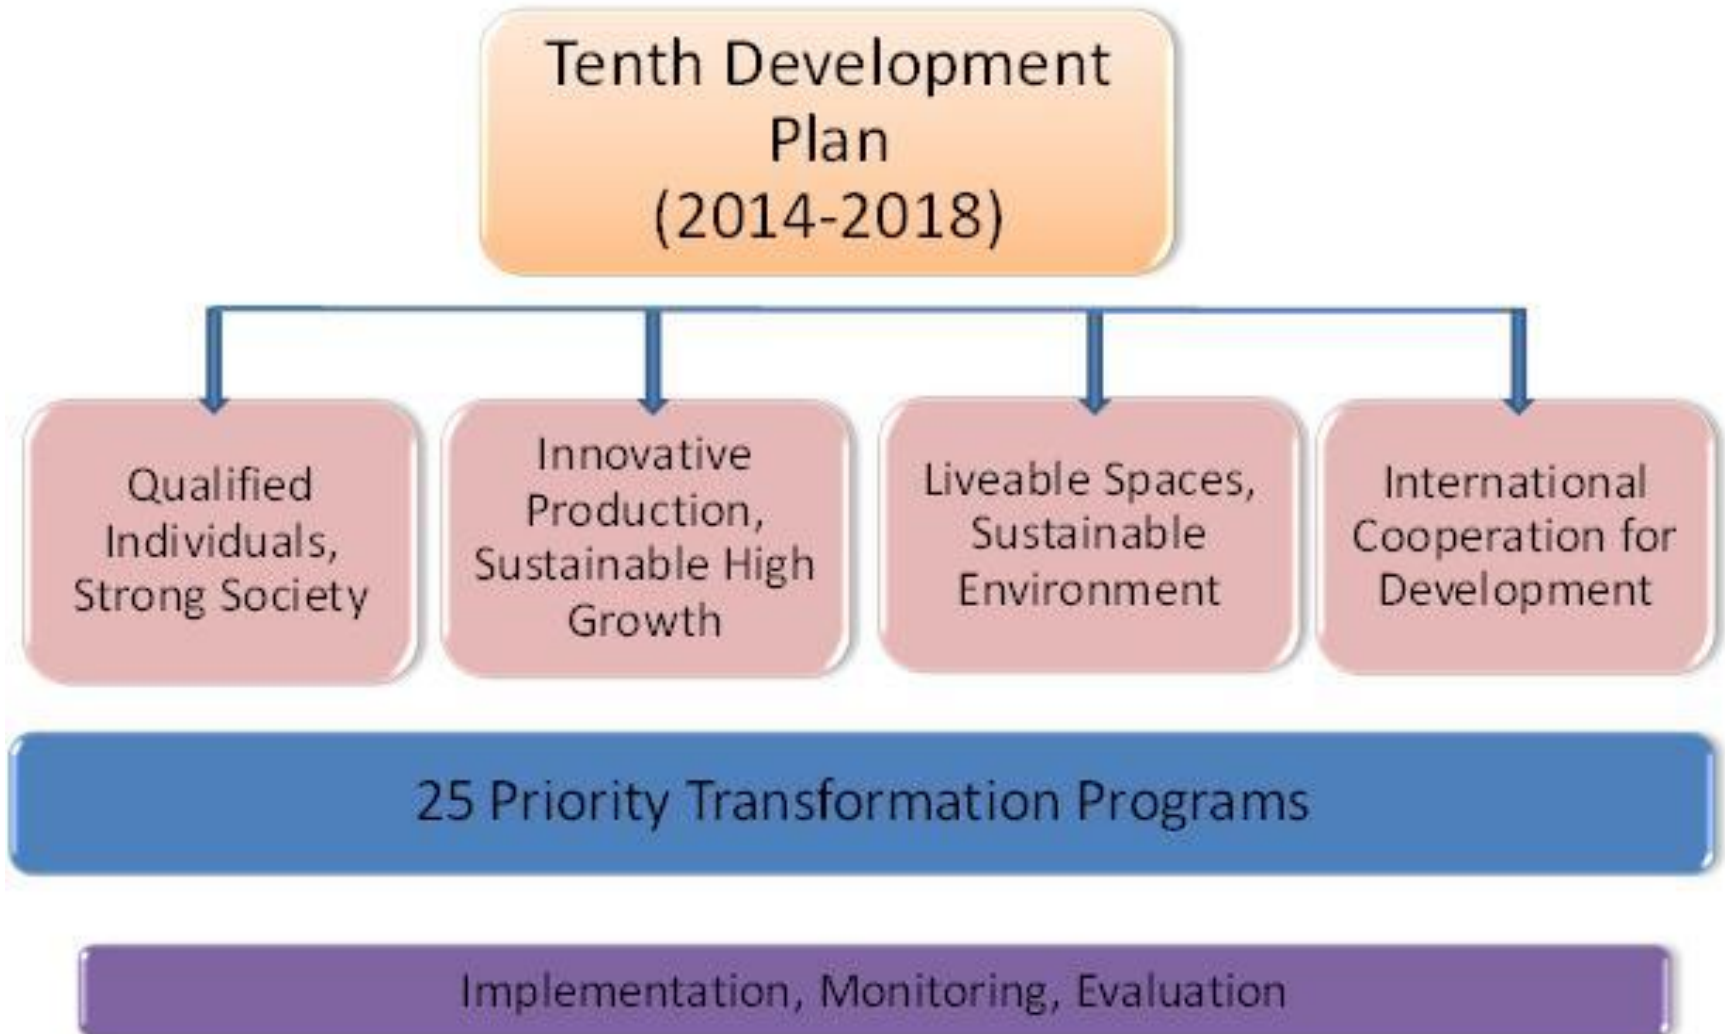 Tenth Development
Plan
(2014-2018)
Qualified
Individuals,
Strong Society
Innovative
Production,
Sustainable High
Growth
Liveable Spaces,
Sustainable
Environment
International
Cooperation for
Development
25 Priority Transformation Programs
Implementation, Monitoring, Evaluation